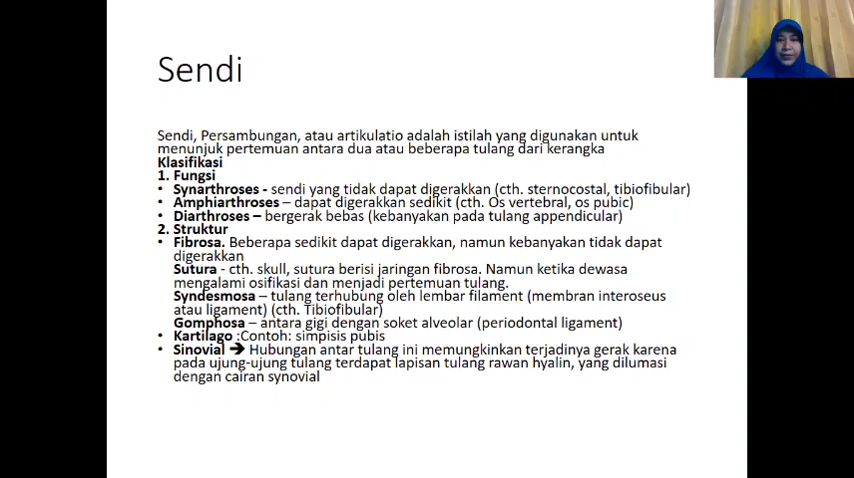 Sendi
Sendi, Persambungan, atau artikulatio adalah istilah yang digunakan untuk
menunjuk pertemuan antara dua atau beberapa tulang dari kerangka
Klasifikasi
1. Fungsi
• Synarthroses - sendi yang tidak dapat digerakkan (cth. sternocostal, tibiofibular)
• Amphiarthroses – dapat digerakkan sedikit (cth. Os vertebral, os pubic)
• Diarthroses – bergerak bebas (kebanyakan pada tulang appendicular)
2. Struktur
• Fibrosa. Beberapa sedikit dapat digerakkan, namun kebanyakan tidak dapat
digerakkan
Sutura - cth. skull, sutura berisi jaringan fibrosa. Namun ketika dewasa
mengalami osifikasi dan menjadi pertemuan tulang.
Syndesmosa – tulang terhubung oleh lembar filament (membran interoseus
atau ligament) (cth. Tibiofibular)
Gomphosa – antara gigi dengan soket alveolar (periodontal ligament)
• Kartilago :Contoh: simpisis pubis
• Sinovial ➔ Hubungan antar tulang ini memungkinkan terjadinya gerak karena
pada ujung-ujung tulang terdapat lapisan tulang rawan hyalin, yang dilumasi
dengan cairan synovial